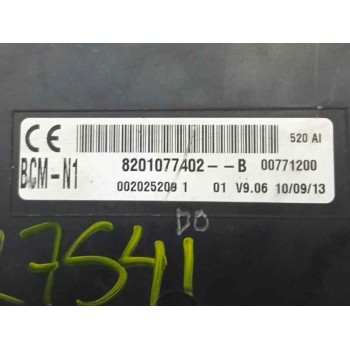 CE 520 AI
BCM-N1 8201077402--B 00771200
002025209 1 01 V9.06 10/09/13
DO
27541